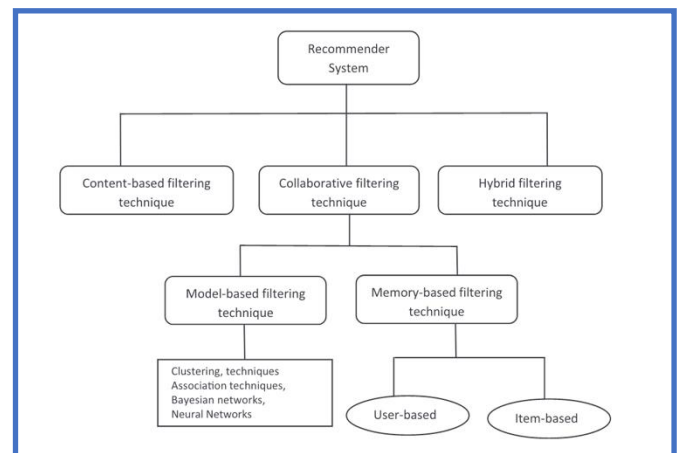 Recommender
System
Content-based filtering
technique
Collaborative filtering
technique
Hybrid filtering
technique
Model-based filtering
technique
Memory-based filtering
technique
Clustering, techniques
Association techniques,
Bayesian networks,
Neural Networks
User-based
Item-based